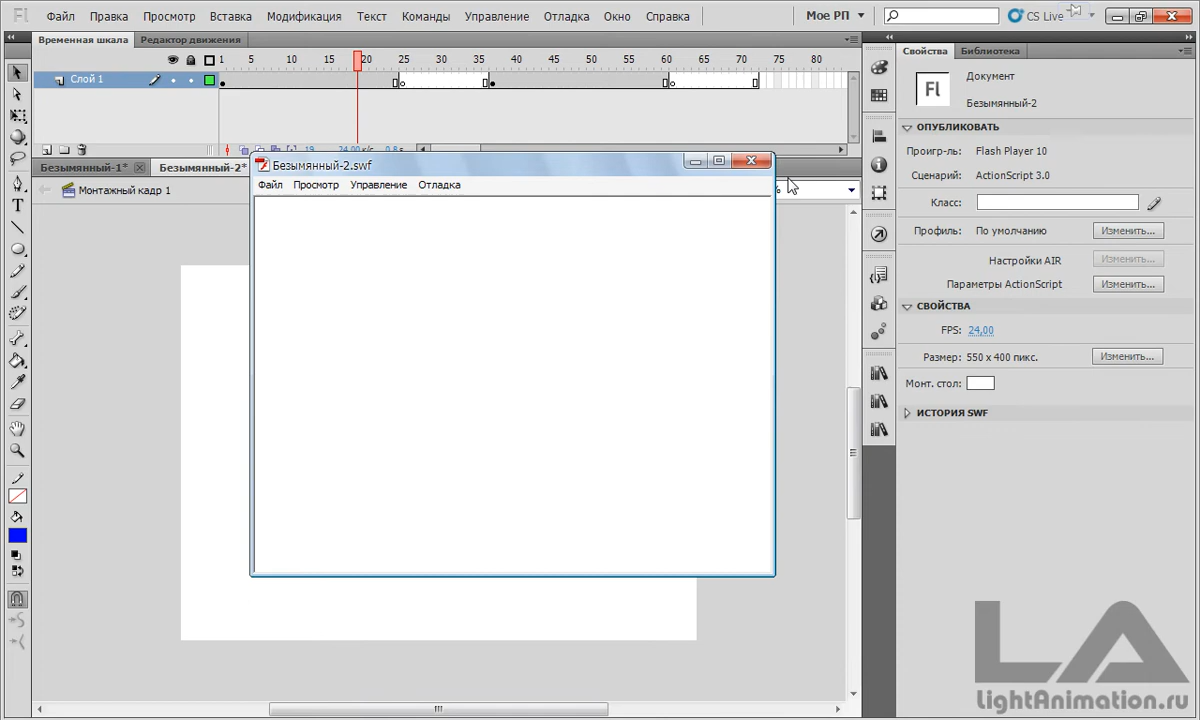 Fl Файл Правка Просмотр Вставка Модификация Текст Команды Управление Отладка Окно Справка Мое РП CS Live
Временная шкала Редактор движения
1 5 10 15 20 25 30 35 40 45 50 55 60 65 70 75 80
Слой 1
19 24,00 к/с 0,8 s
Безымянный-1* Безымянный-2*
Монтажный кадр 1
%
Безымянный-2.swf
Файл Просмотр Управление Отладка
Свойства Библиотека
Fl
Документ
Безымянный-2
ОПУБЛИКОВАТЬ
Проигр-ль: Flash Player 10
Сценарий: ActionScript 3.0
Класс:
Профиль: По умолчанию Изменить...
Настройки AIR Изменить...
Параметры ActionScript Изменить...
СВОЙСТВА
FPS: 24,00
Размер: 550 x 400 пикс. Изменить...
Монт. стол:
ИСТОРИЯ SWF
LA
LightAnimation.ru